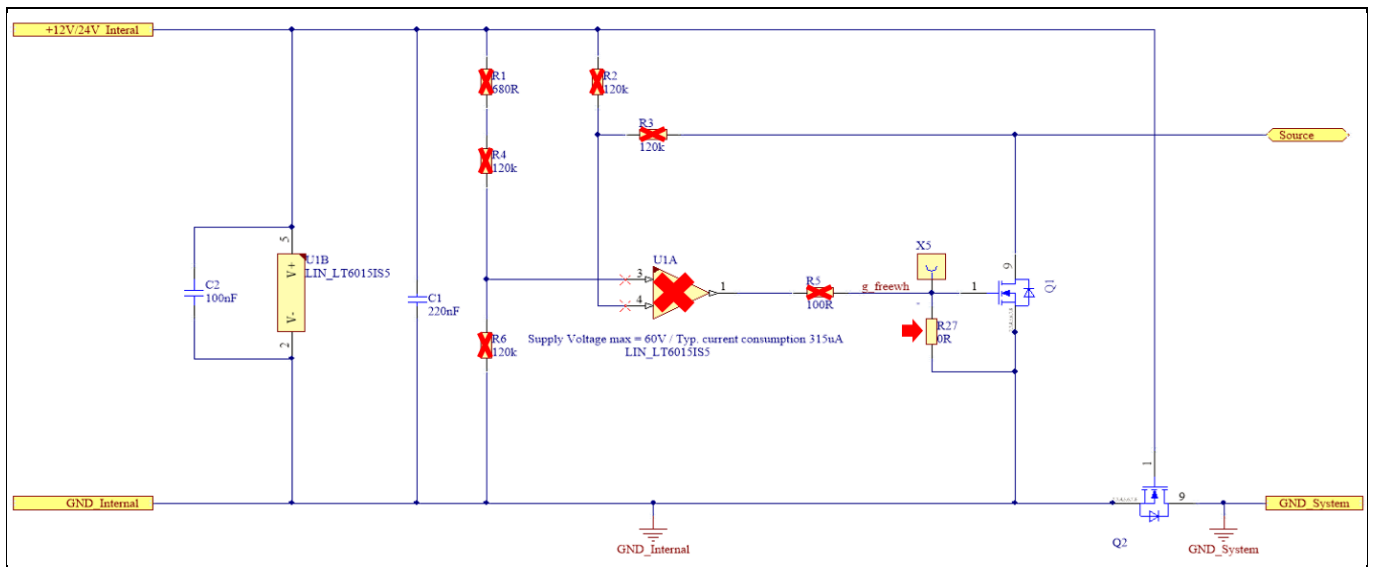 +12V/24V_Interal
R1
680R
R2
120k
R3
120k
Source
R4
120k
5
V+
V-
2
U1B
LIN_LT6015IS5
C2
100nF
C1
220nF
U1A
3
4
1
R5
100R
g_freewh
X5
1
9
Q1
R27
0R
R6
120k
Supply Voltage max = 60V / Typ. current consumption 315uA
LIN_LT6015IS5
1
9
GND_Internal
GND_System
GND_Internal
Q2
GND_System